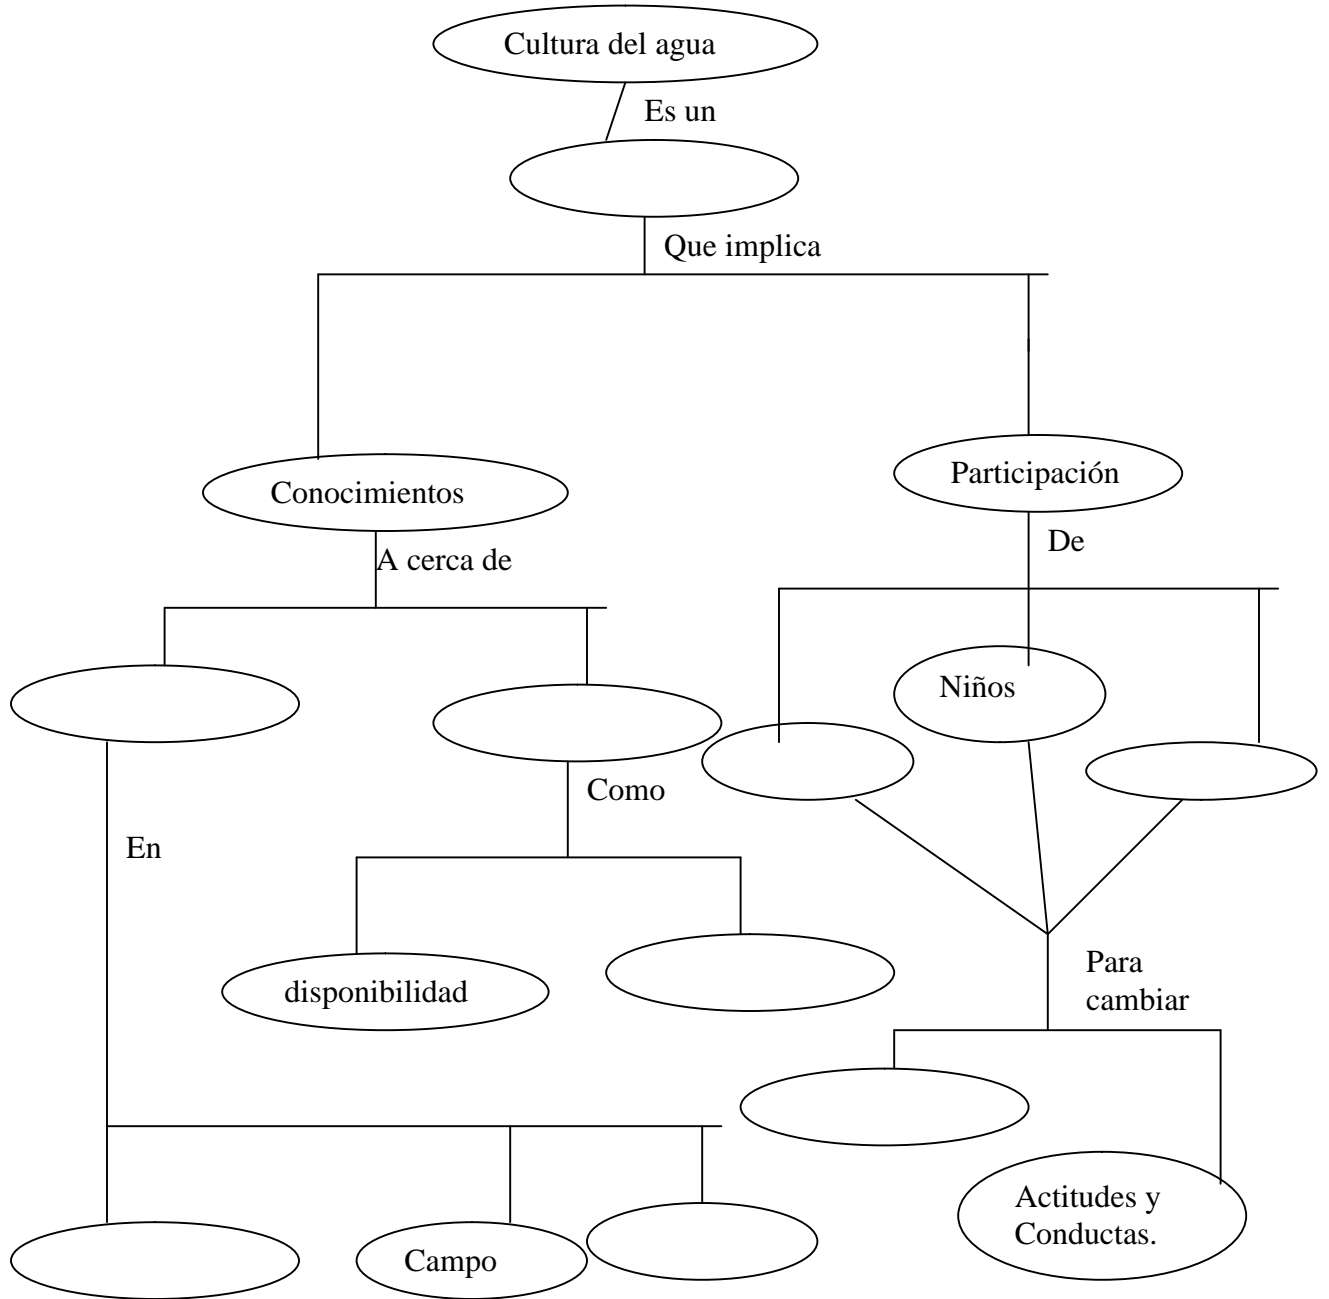 Cultura del agua
Es un
Que implica
Conocimientos
Participación
A cerca de
De
Niños
Como
En
disponibilidad
Para
cambiar
Actitudes y
Conductas.
Campo